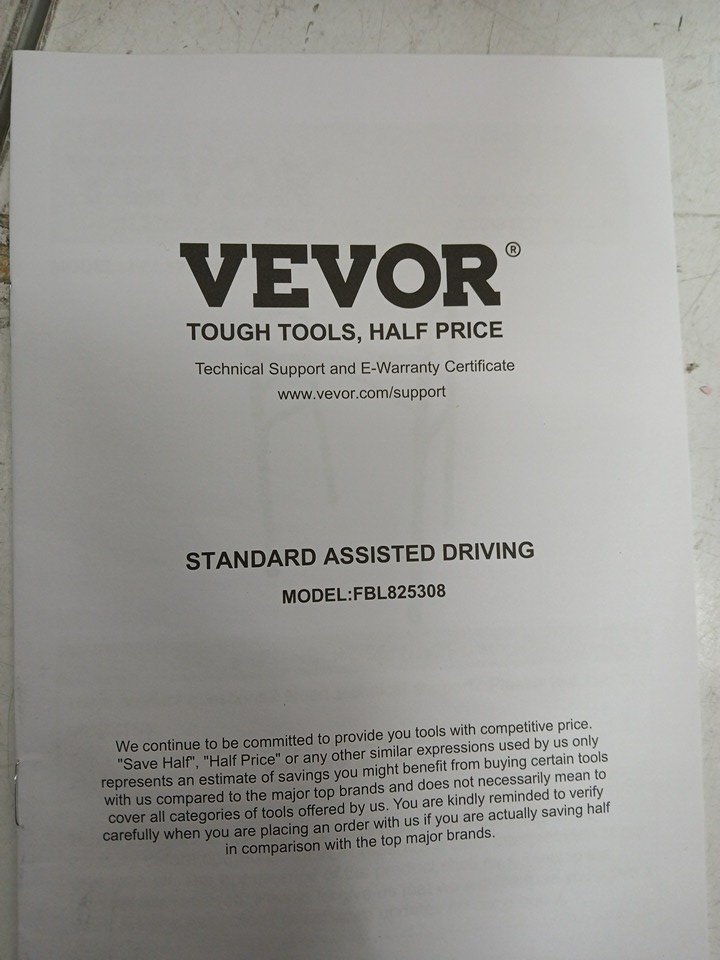 VEVOR®
TOUGH TOOLS, HALF PRICE
Technical Support and E-Warranty Certificate
www.vevor.com/support
STANDARD ASSISTED DRIVING
MODEL:FBL825308
We continue to be committed to provide you tools with competitive price.
"Save Half", "Half Price" or any other similar expressions used by us only
represents an estimate of savings you might benefit from buying certain tools
with us compared to the major top brands and does not necessarily mean to
cover all categories of tools offered by us. You are kindly reminded to verify
carefully when you are placing an order with us if you are actually saving half
in comparison with the top major brands.